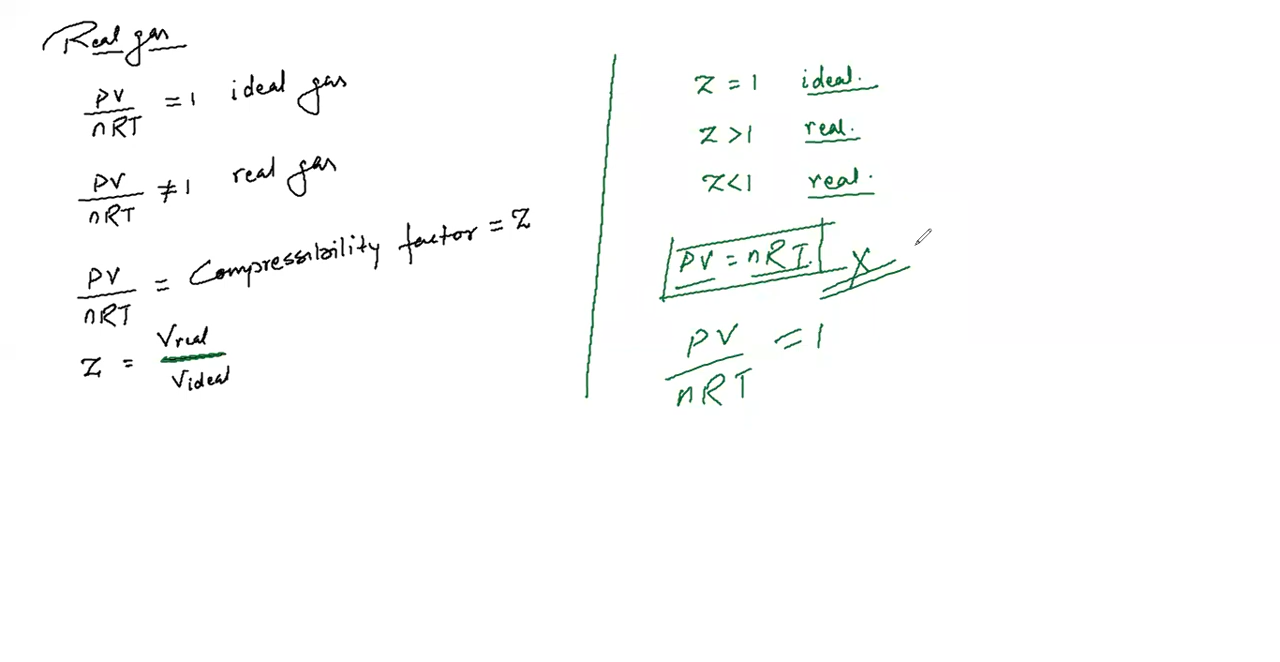 Real gas
PV/nRT = 1 ideal gas
PV/nRT ≠ 1 real gas
PV/nRT = Compressibility factor = Z
Z = Vreal/Videal
Z = 1 ideal.
Z > 1 real.
Z < 1 real.
PV = nRT. X
PV/nRT = 1